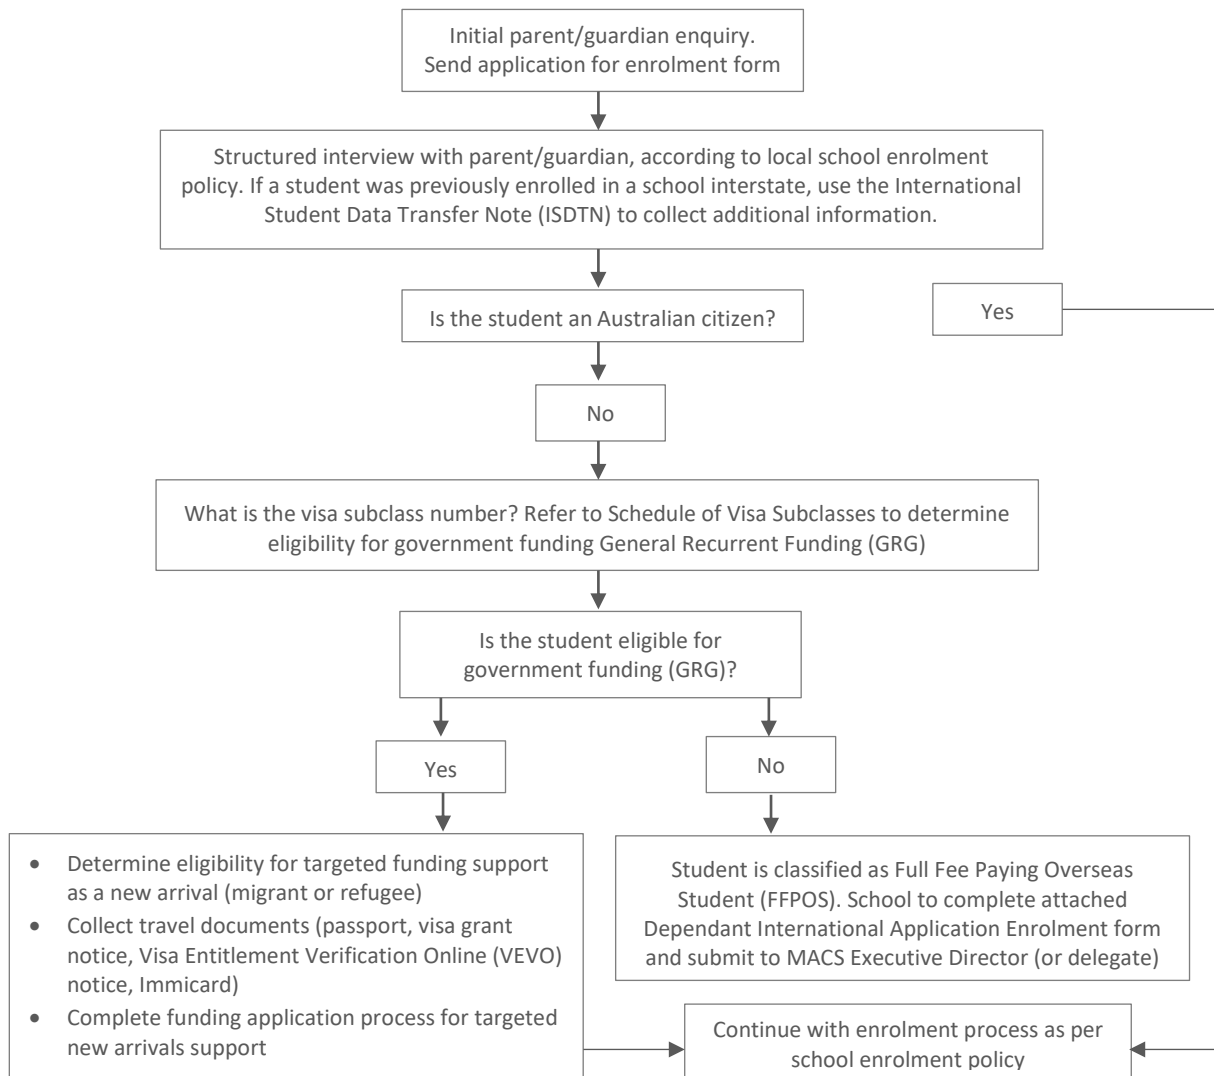 Initial parent/guardian enquiry.
Send application for enrolment form
Structured interview with parent/guardian, according to local school enrolment
policy. If a student was previously enrolled in a school interstate, use the International
Student Data Transfer Note (ISDTN) to collect additional information.
Is the student an Australian citizen?
Yes
No
What is the visa subclass number? Refer to Schedule of Visa Subclasses to determine
eligibility for government funding General Recurrent Funding (GRG)
Is the student eligible for
government funding (GRG)?
Yes
No
• Determine eligibility for targeted funding support
as a new arrival (migrant or refugee)
• Collect travel documents (passport, visa grant
notice, Visa Entitlement Verification Online (VEVO)
notice, Immicard)
• Complete funding application process for targeted
new arrivals support
Student is classified as Full Fee Paying Overseas
Student (FFPOS). School to complete attached
Dependant International Application Enrolment form
and submit to MACS Executive Director (or delegate)
Continue with enrolment process as per
school enrolment policy